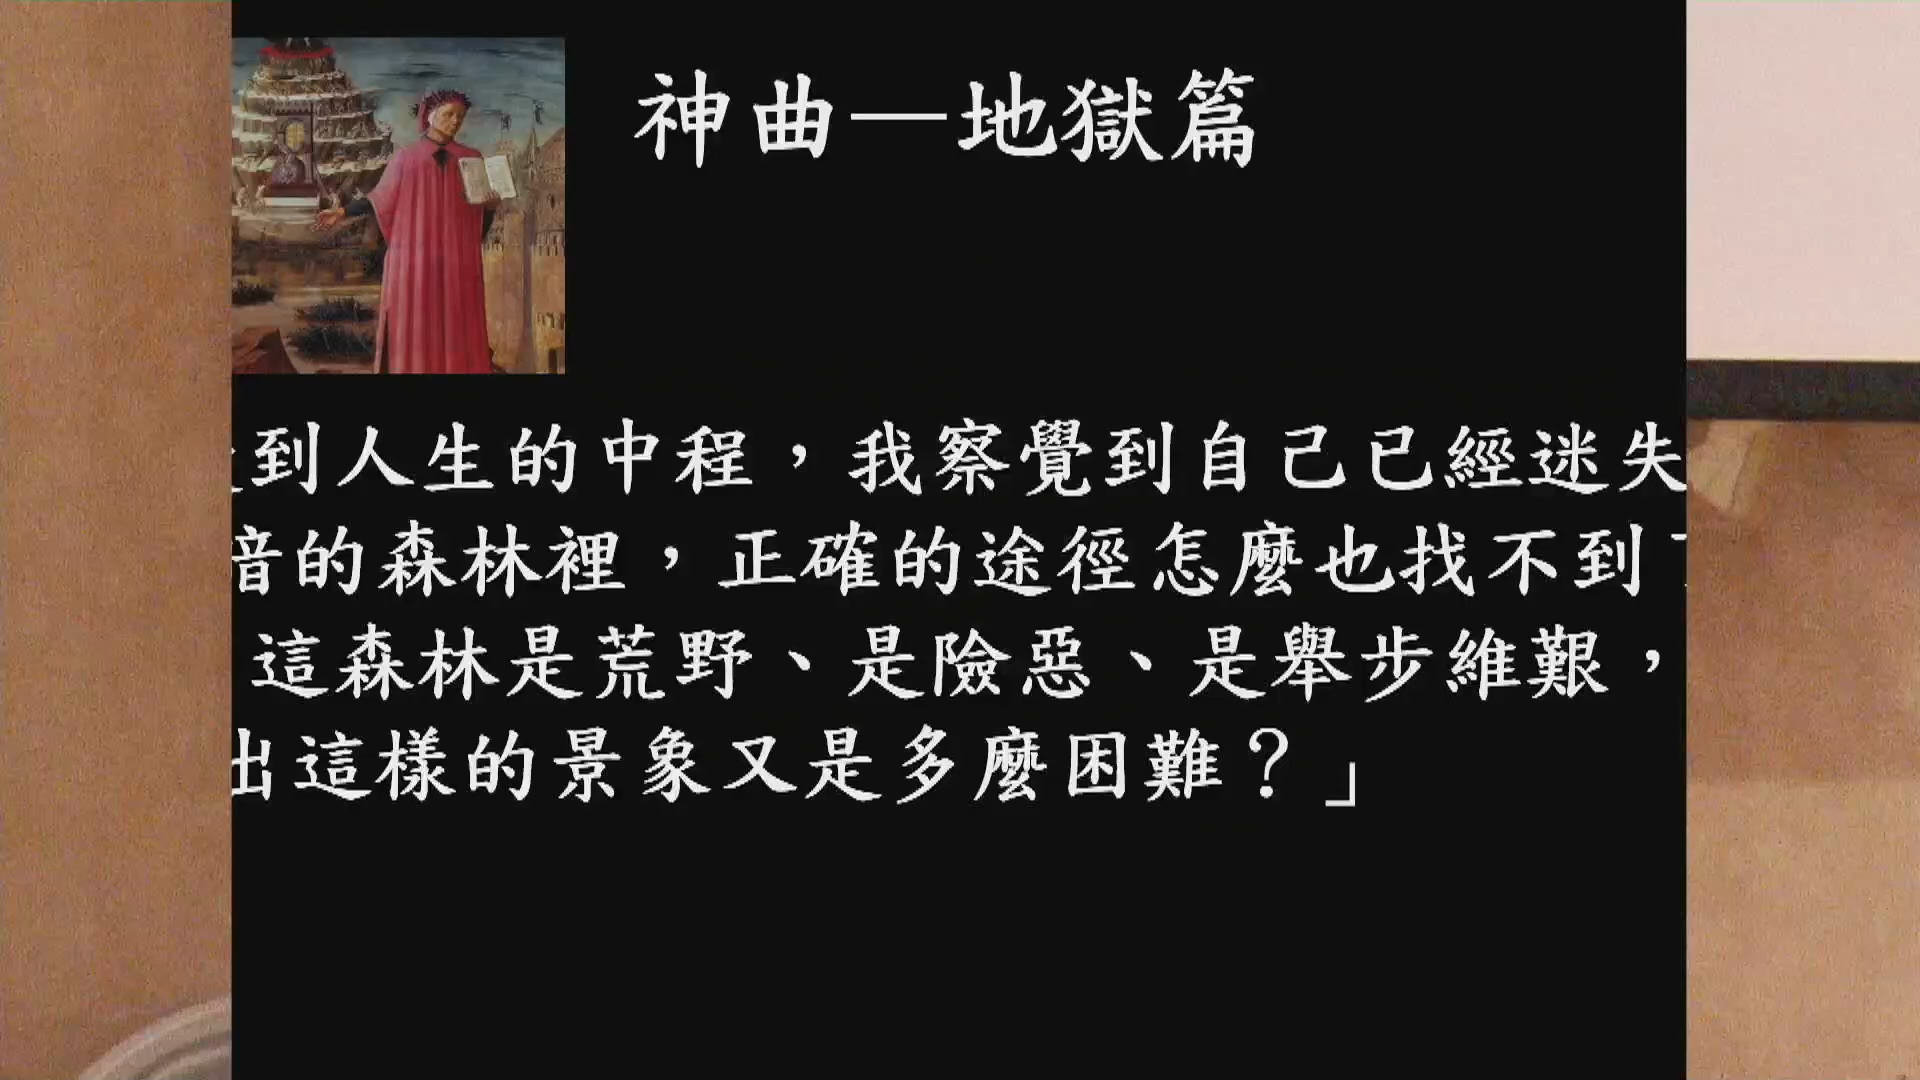 神曲—地獄篇
到人生的中程，我察覺到自己已經迷失
的森林裡，正確的途徑怎麼也找不到
這森林是荒野、是險惡、是舉步維艱，
出這樣的景象又是多麼困難？」